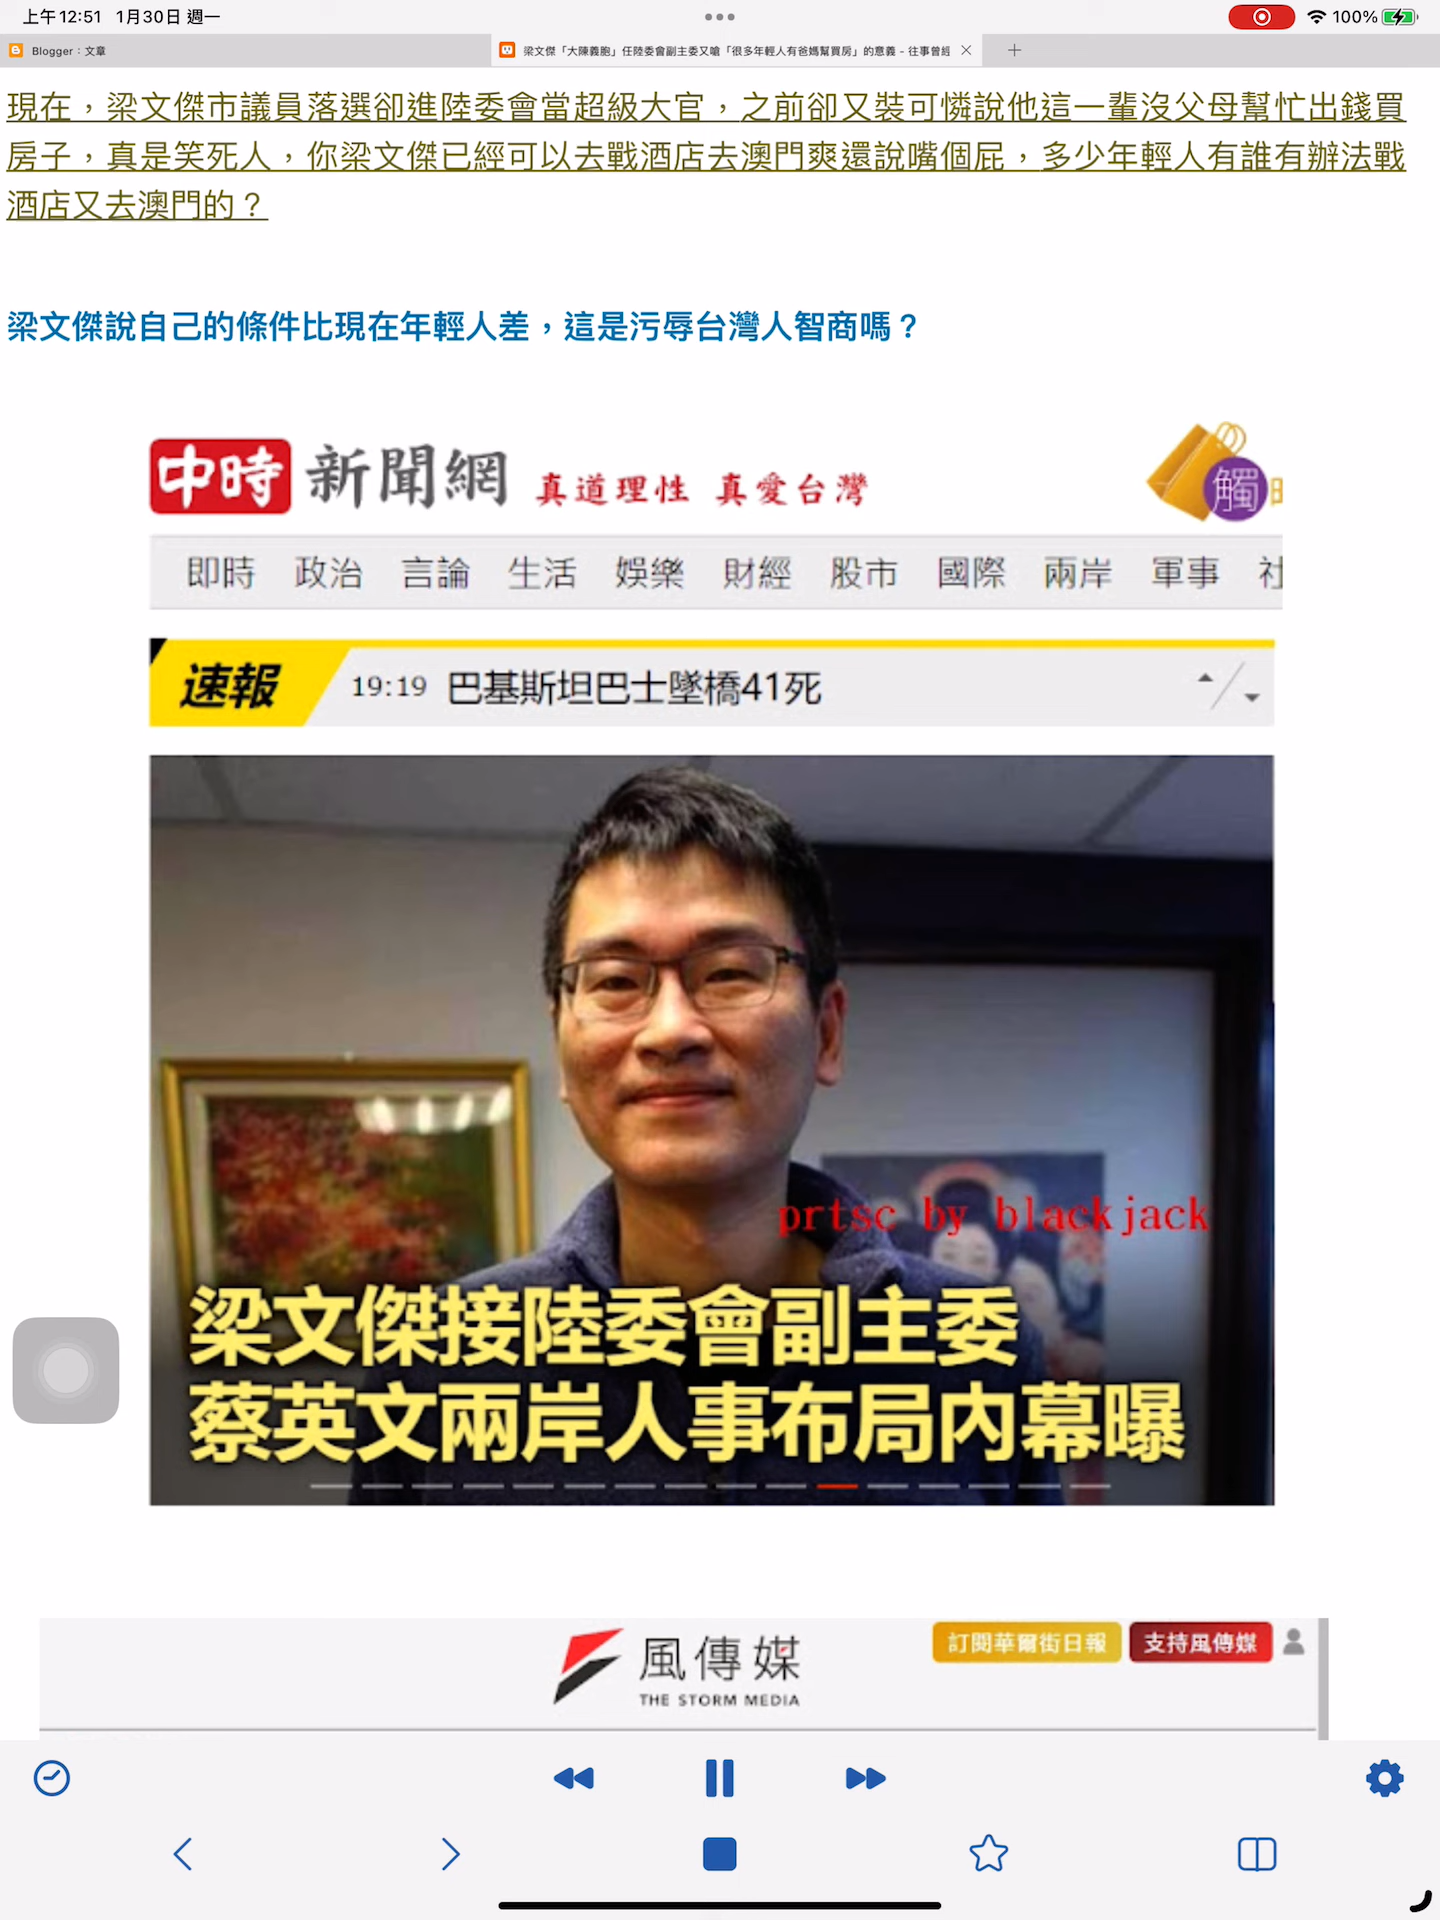 上午12:51 1月30日 週一
100%
Blogger：文章
梁文傑「大陳義胞」任陸委會副主委又嗆「很多年輕人有爸媽幫買房」的意義 - 往事曾經
現在，梁文傑市議員落選卻進陸委會當超級大官，之前卻又裝可憐說他這一輩沒父母幫忙出錢買
房子，真是笑死人，你梁文傑已經可以去戰酒店去澳門爽還說嘴個屁，多少年輕人有誰有辦法戰
酒店又去澳門的？
梁文傑說自己的條件比現在年輕人差，這是污辱台灣人智商嗎？
中時 新聞網 真道理性 真愛台灣
觸
即時 政治 言論 生活 娛樂 財經 股市 國際 兩岸 軍事 社
速報 19:19 巴基斯坦巴士墜橋41死
prtsc by blackjack
梁文傑接陸委會副主委
蔡英文兩岸人事布局內幕曝
風傳媒
THE STORM MEDIA
訂閱華爾街日報 支持風傳媒